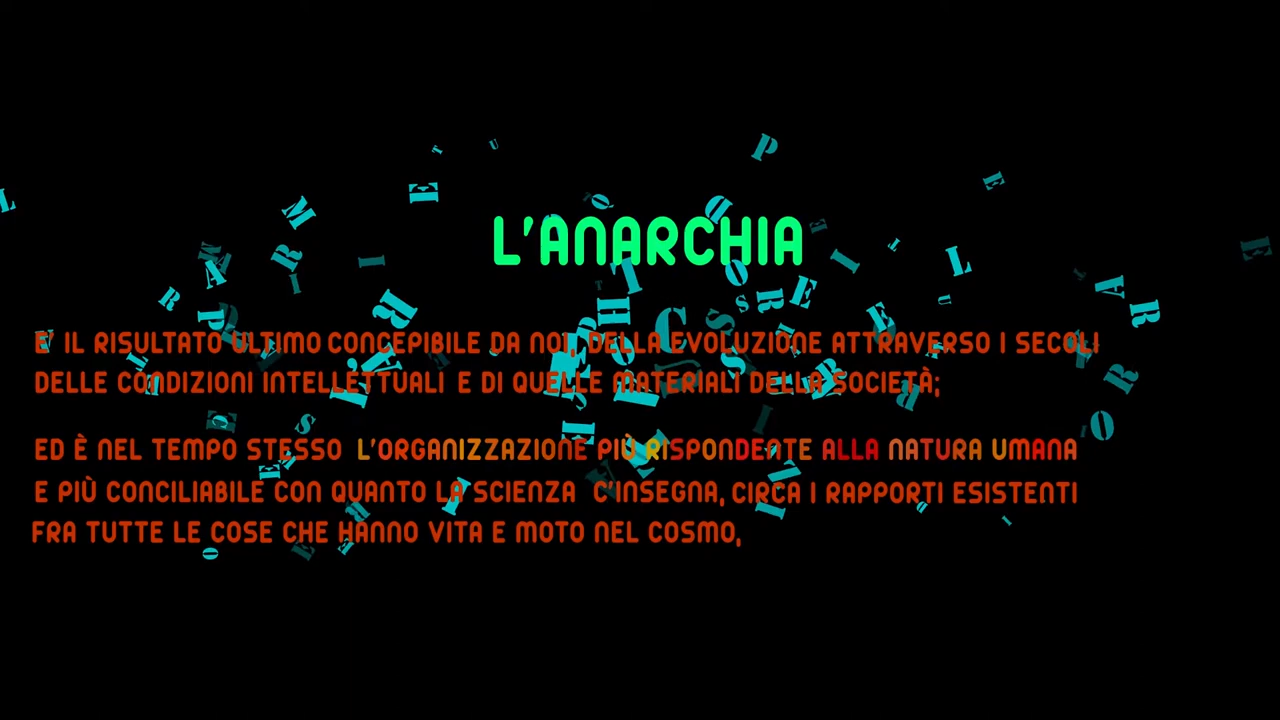 L'ANARCHIA
E' IL RISULTATO ULTIMO CONCEPIBILE DA NOI, DELLA EVOLUZIONE ATTRAVERSO I SECOLI
DELLE CONDIZIONI INTELLETTUALI E DI QUELLE MATERIALI DELLA SOCIETÀ;
ED È NEL TEMPO STESSO L'ORGANIZZAZIONE PIÙ RISPONDENTE ALLA NATURA UMANA
E PIÙ CONCILIABILE CON QUANTO LA SCIENZA C'INSEGNA, CIRCA I RAPPORTI ESISTENTI
FRA TUTTE LE COSE CHE HANNO VITA E MOTO NEL COSMO,